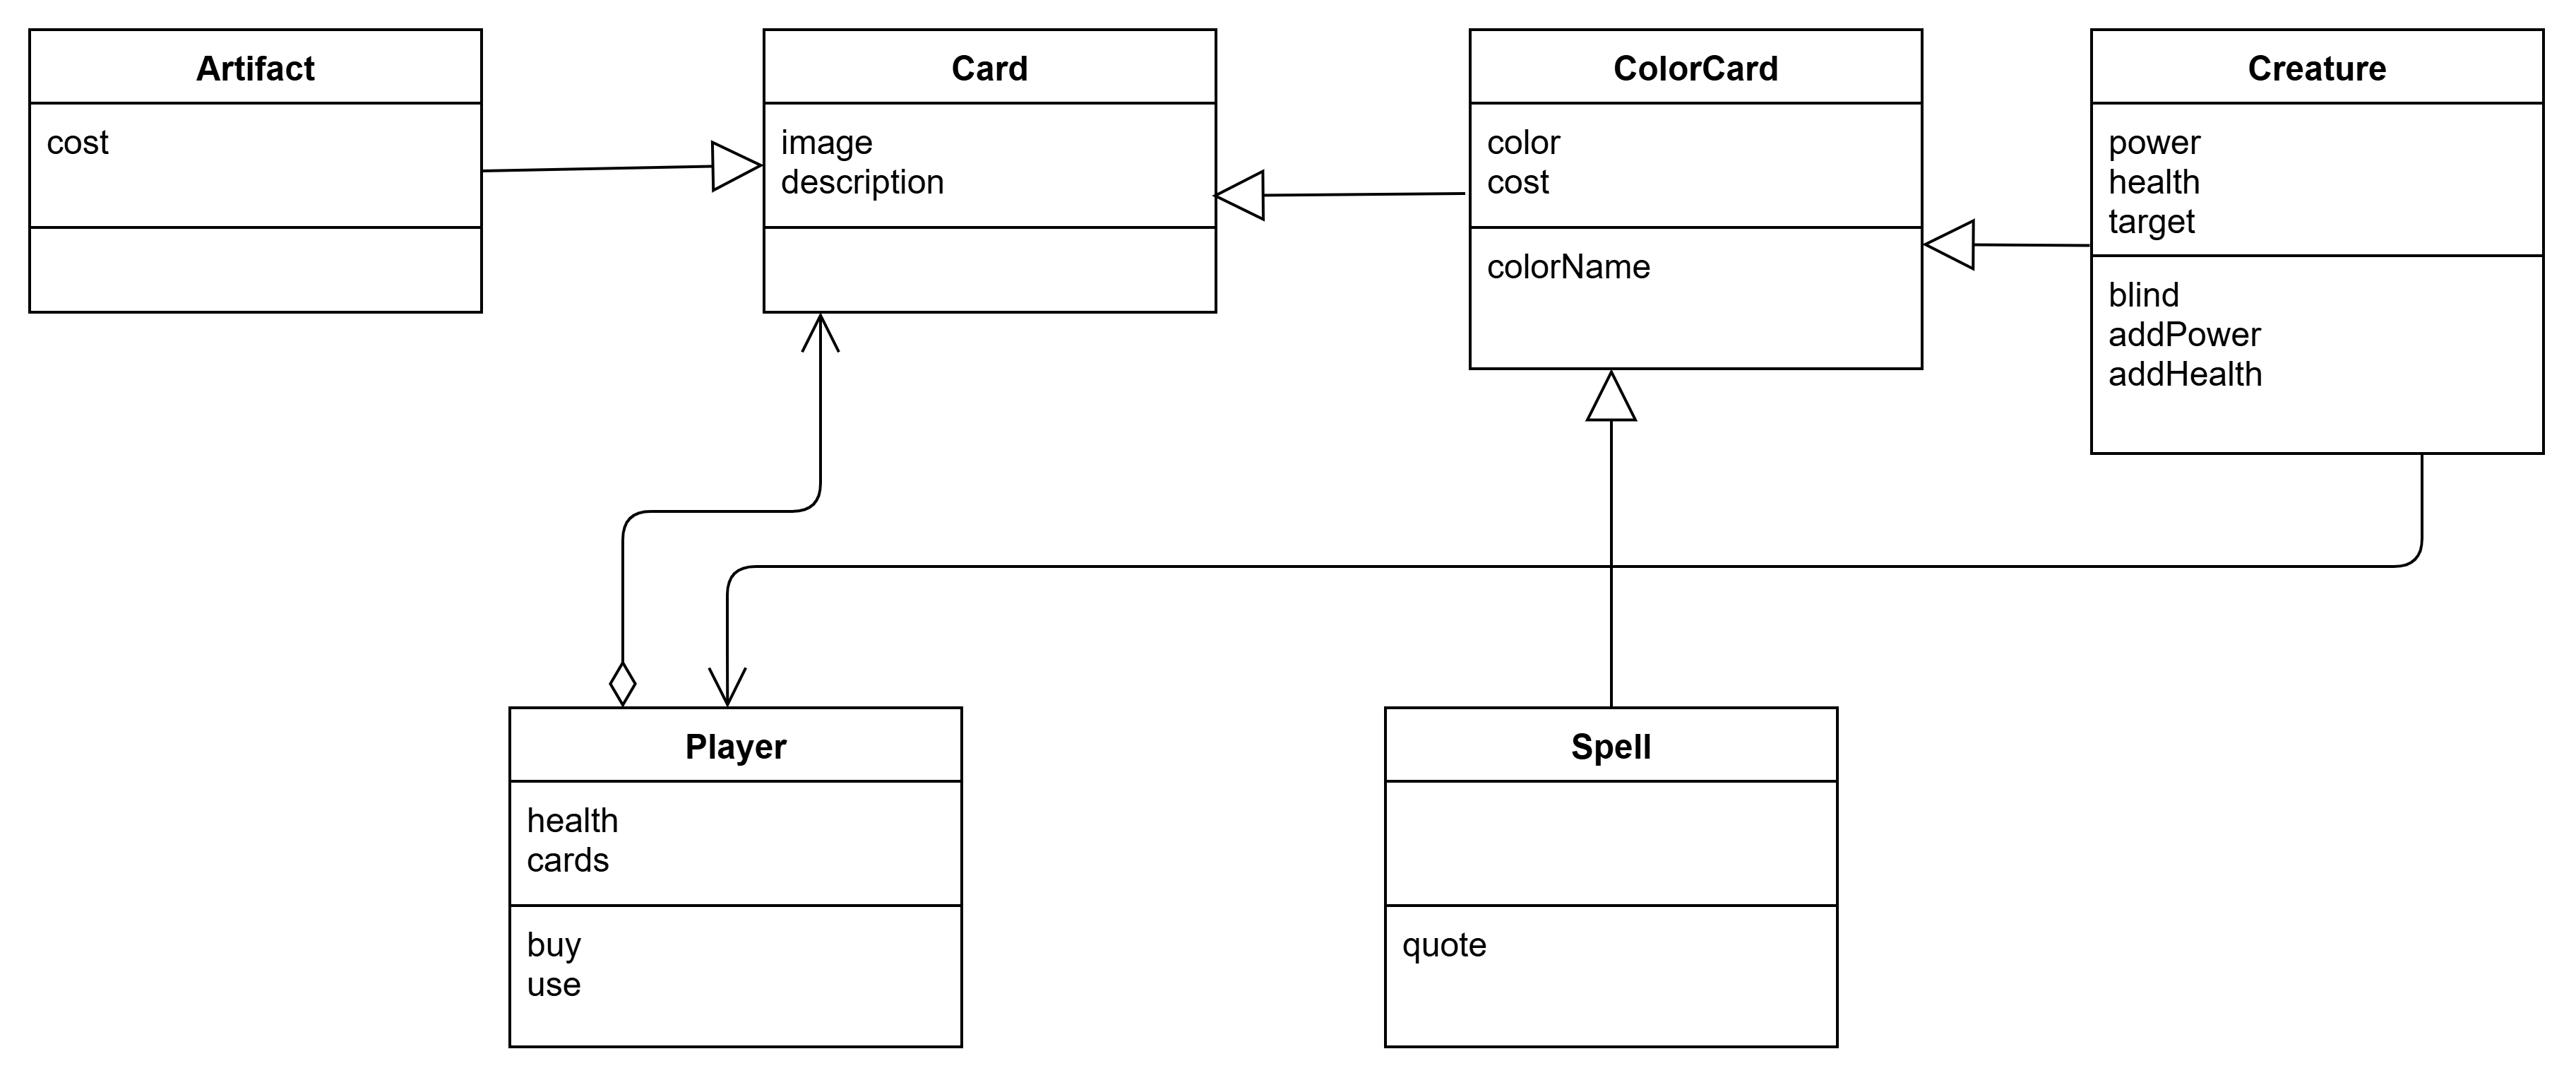 Artifact
cost
Card
image
description
ColorCard
color
cost
colorName
Creature
power
health
target
blind
addPower
addHealth
Player
health
cards
buy
use
Spell
quote